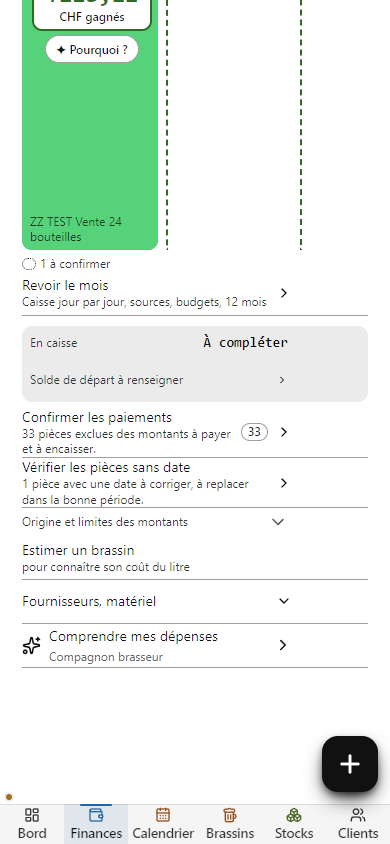 CHF gagnés
✦ Pourquoi ?
ZZ TEST Vente 24
bouteilles
1 à confirmer
Revoir le mois
Caisse jour par jour, sources, budgets, 12 mois
En caisse
À compléter
Solde de départ à renseigner
Confirmer les paiements
33 pièces exclues des montants à payer
et à encaisser.
33
Vérifier les pièces sans date
1 pièce avec une date à corriger, à replacer
dans la bonne période.
Origine et limites des montants
Estimer un brassin
pour connaître son coût du litre
Fournisseurs, matériel
Comprendre mes dépenses
Compagnon brasseur
Bord
Finances
Calendrier
Brassins
Stocks
Clients